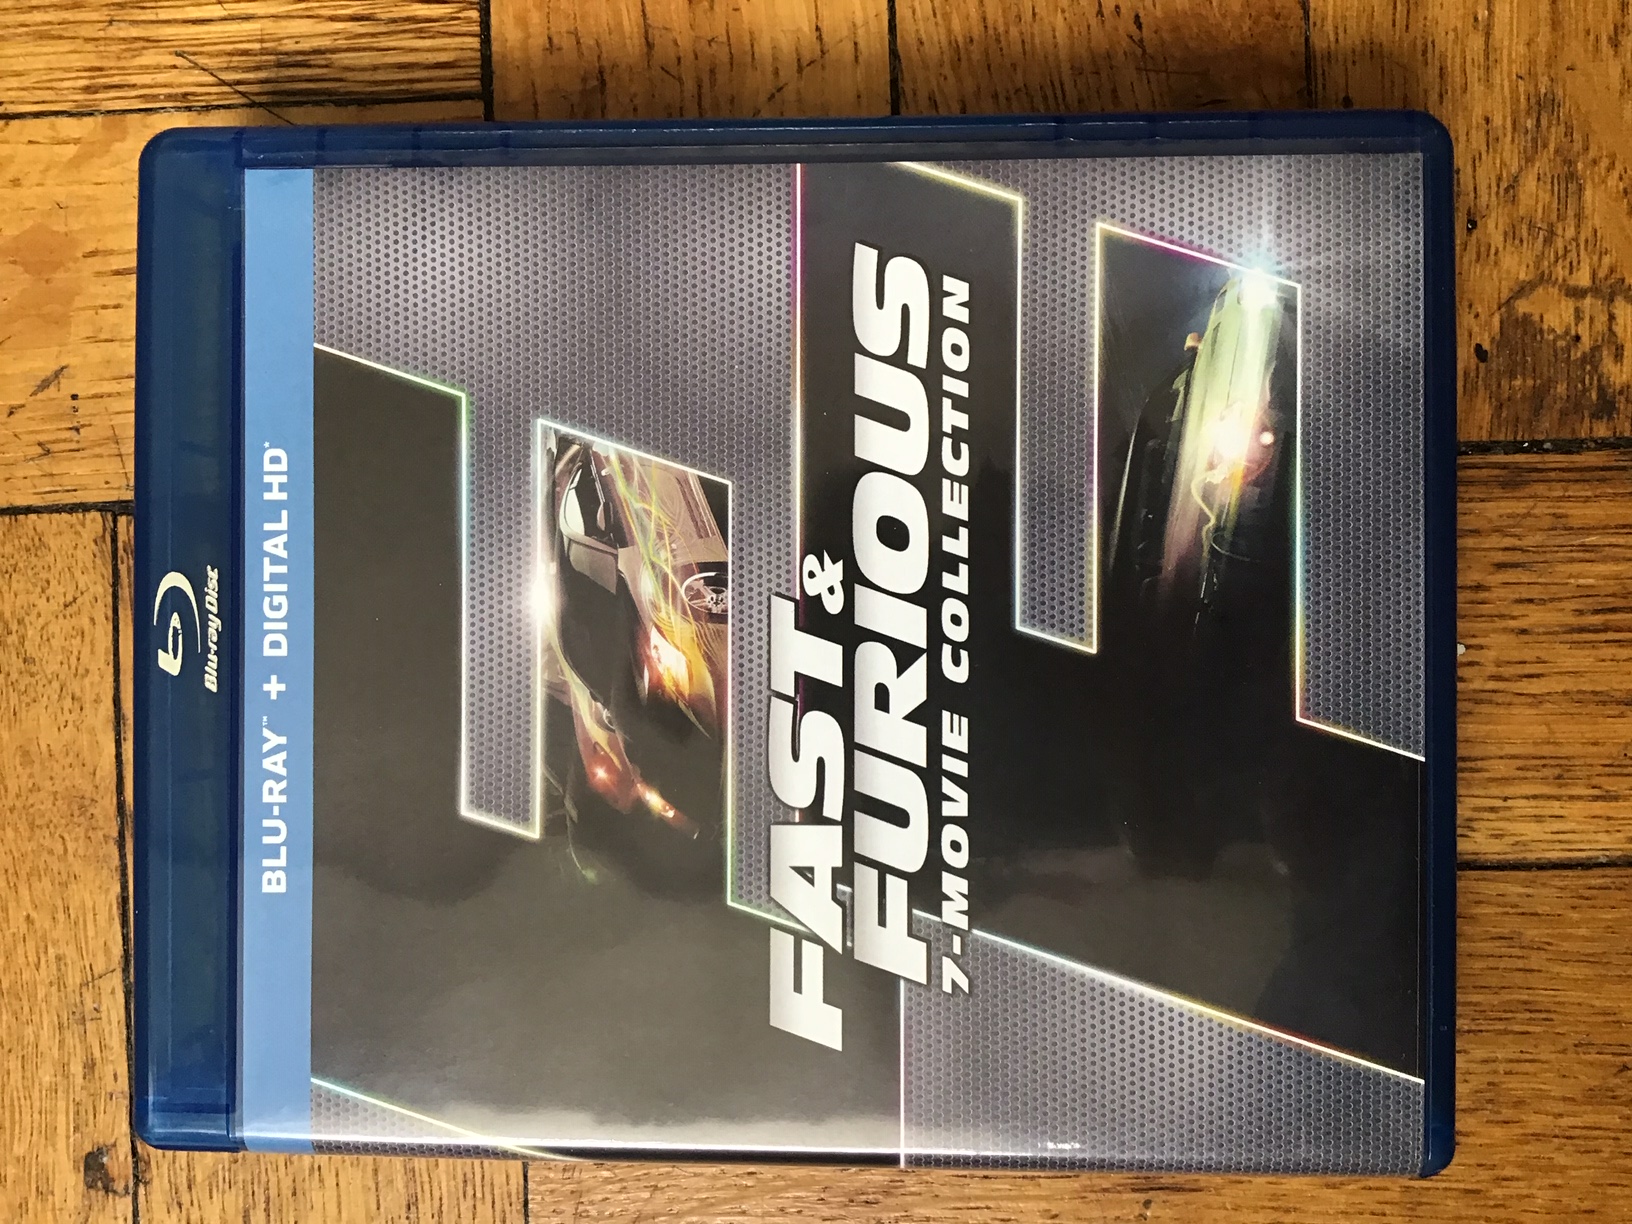 Blu-ray Disc
BLU-RAY™ + DIGITAL HD*
FAST &
FURIOUS
7-MOVIE COLLECTION